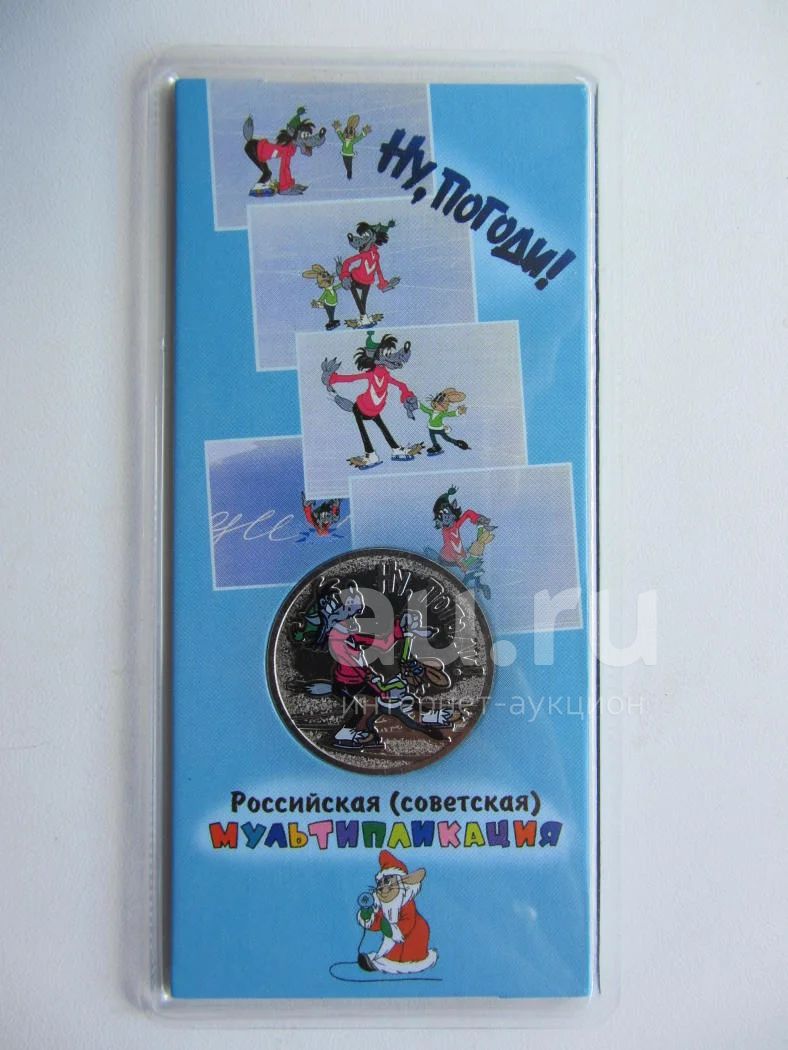 Ну, погоди!
Ну, погоди!
au.ru
интернет-аукцион
Российская (советская)
МУЛЬТИПЛИКАЦИЯ